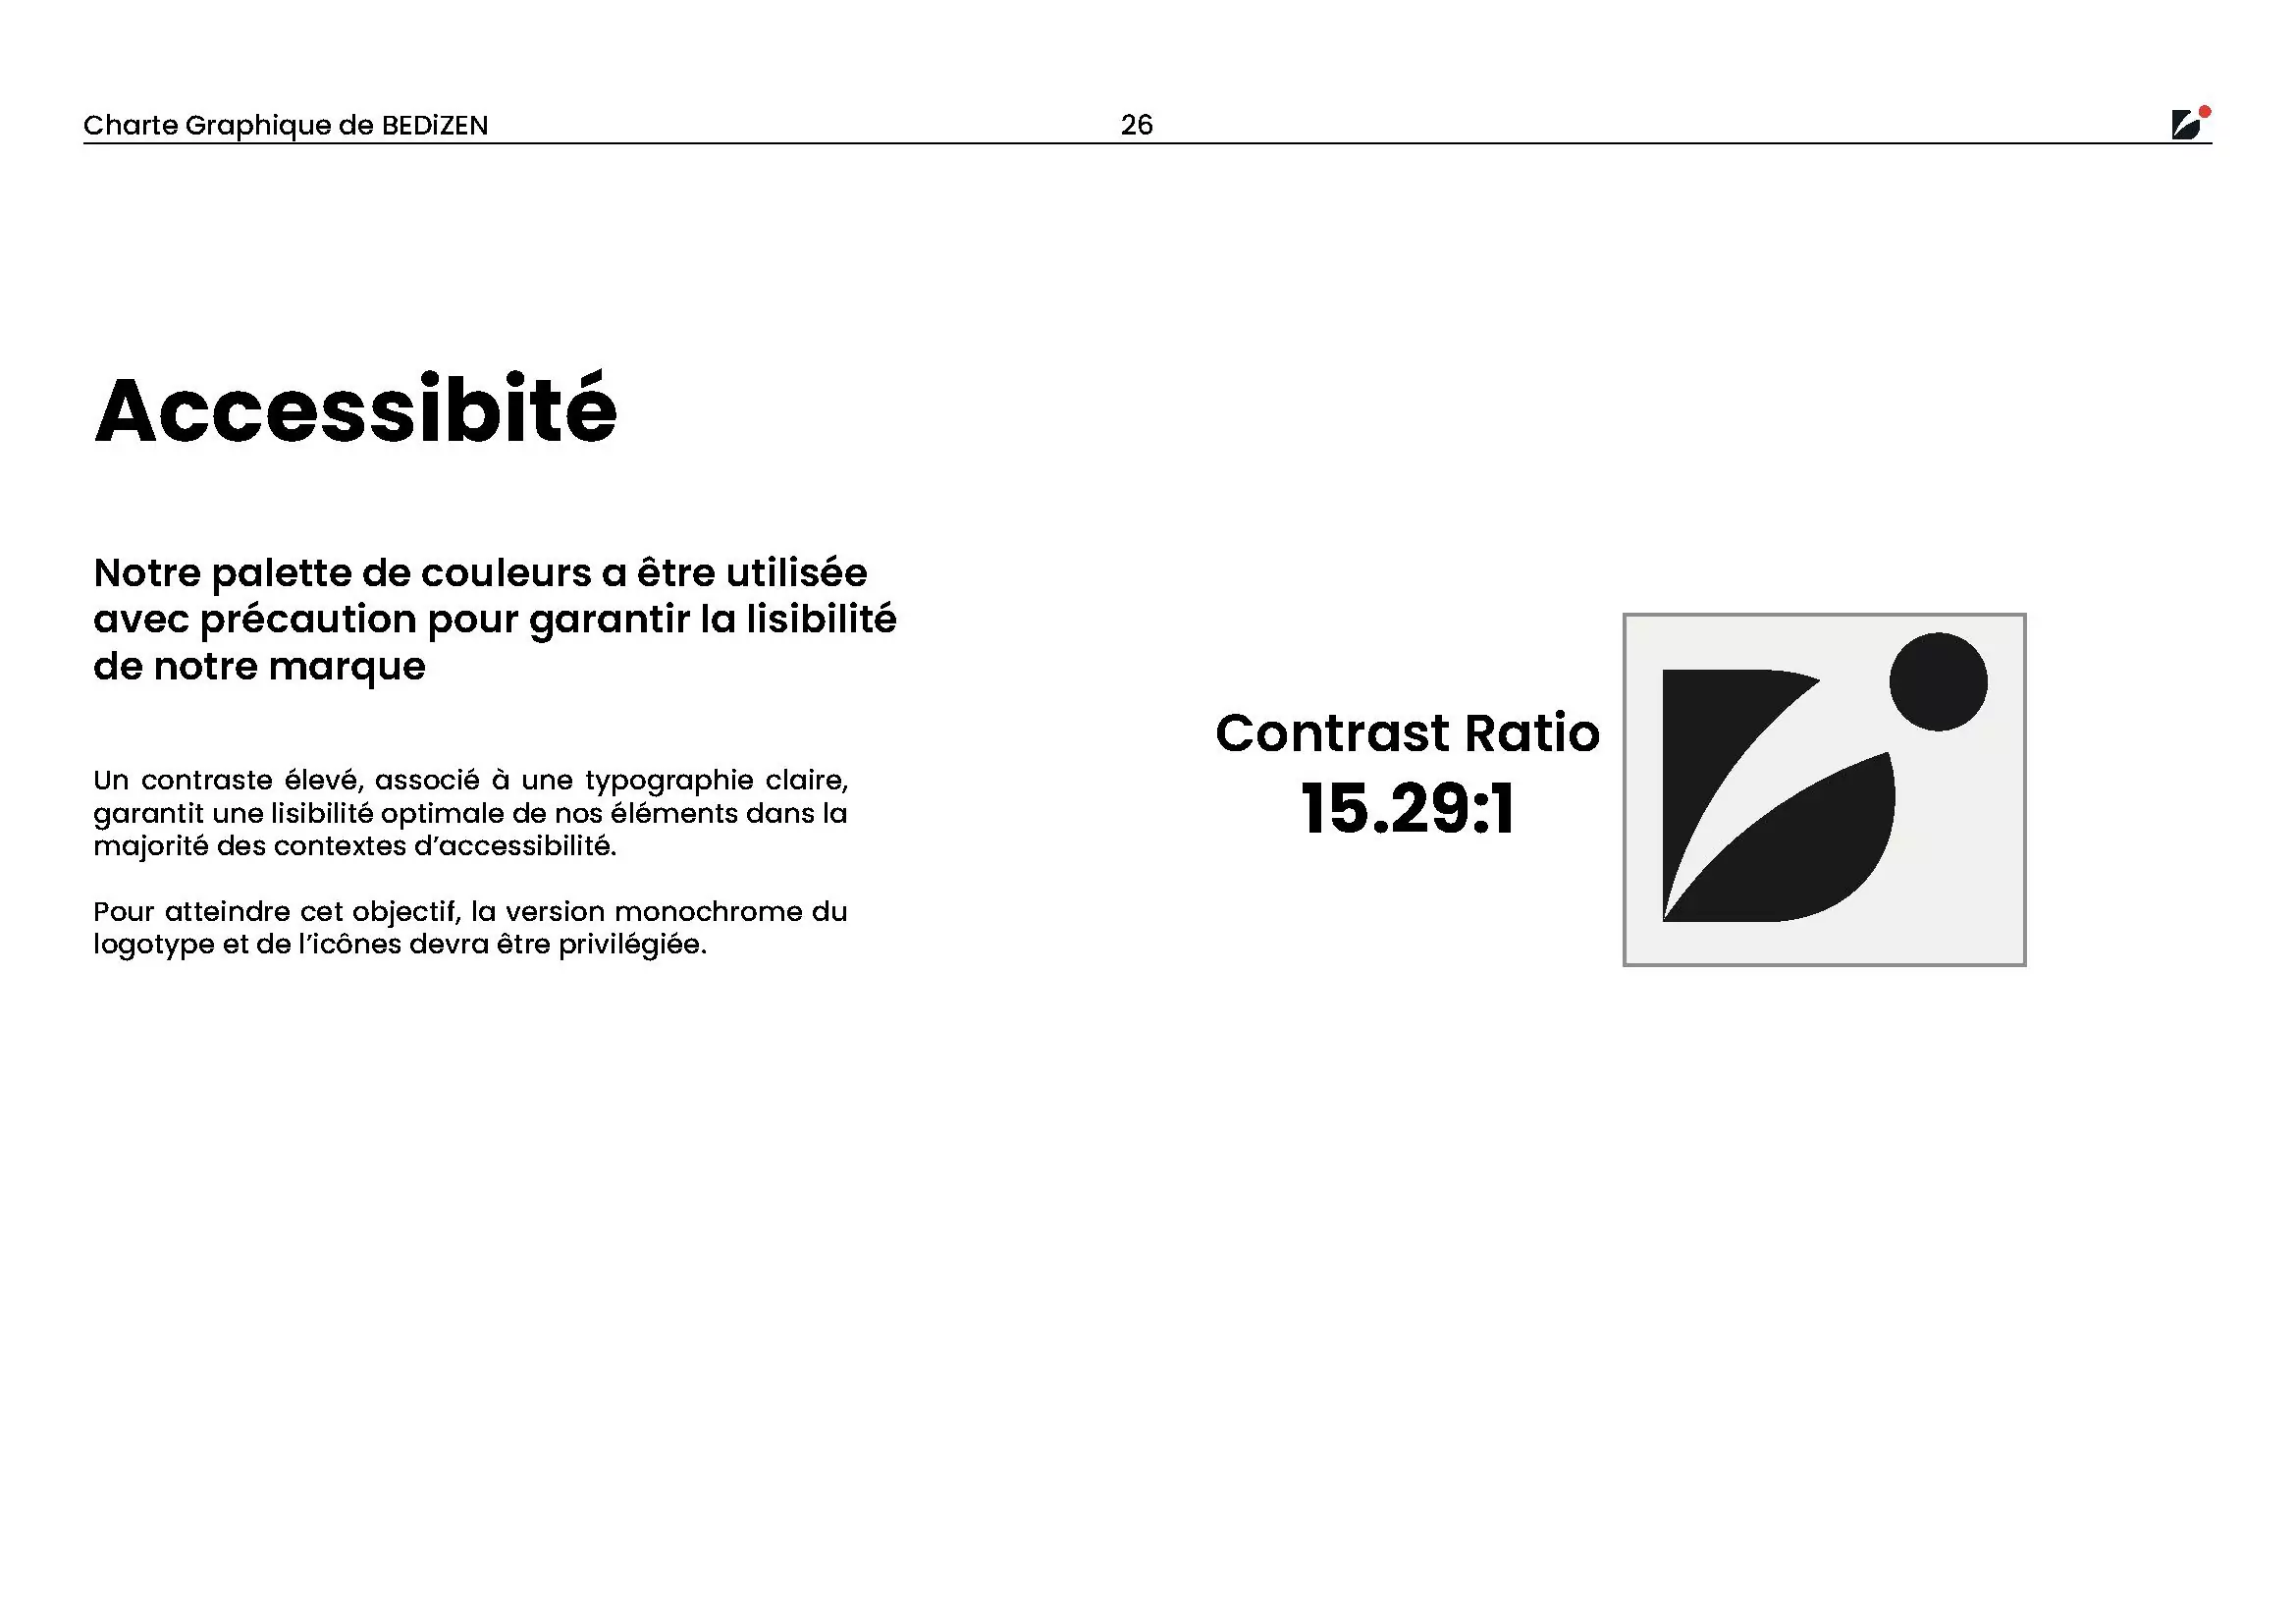 Charte Graphique de BEDiZEN
26
Accessibité
Notre palette de couleurs a être utilisée
avec précaution pour garantir la lisibilité
de notre marque
Un contraste élevé, associé à une typographie claire,
garantit une lisibilité optimale de nos éléments dans la
majorité des contextes d’accessibilité.
Pour atteindre cet objectif, la version monochrome du
logotype et de l’icônes devra être privilégiée.
Contrast Ratio
15.29:1